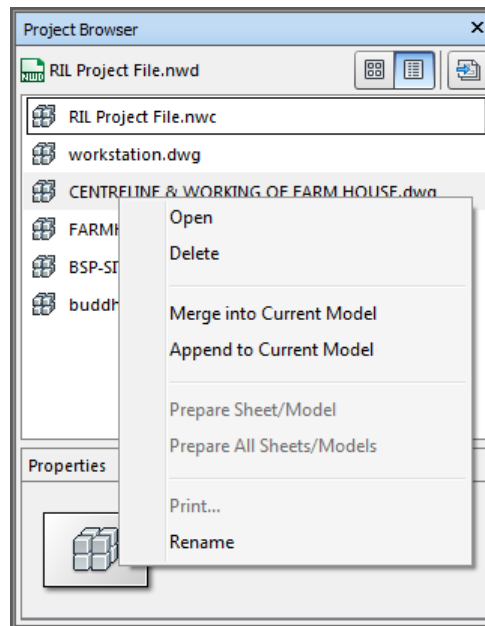 Project Browser
NWD RIL Project File.nwd
RIL Project File.nwc
workstation.dwg
CENTRELINE & WORKING OF FARM HOUSE.dwg
Open
Delete
Merge into Current Model
Append to Current Model
Prepare Sheet/Model
Prepare All Sheets/Models
Properties
Print...
Rename